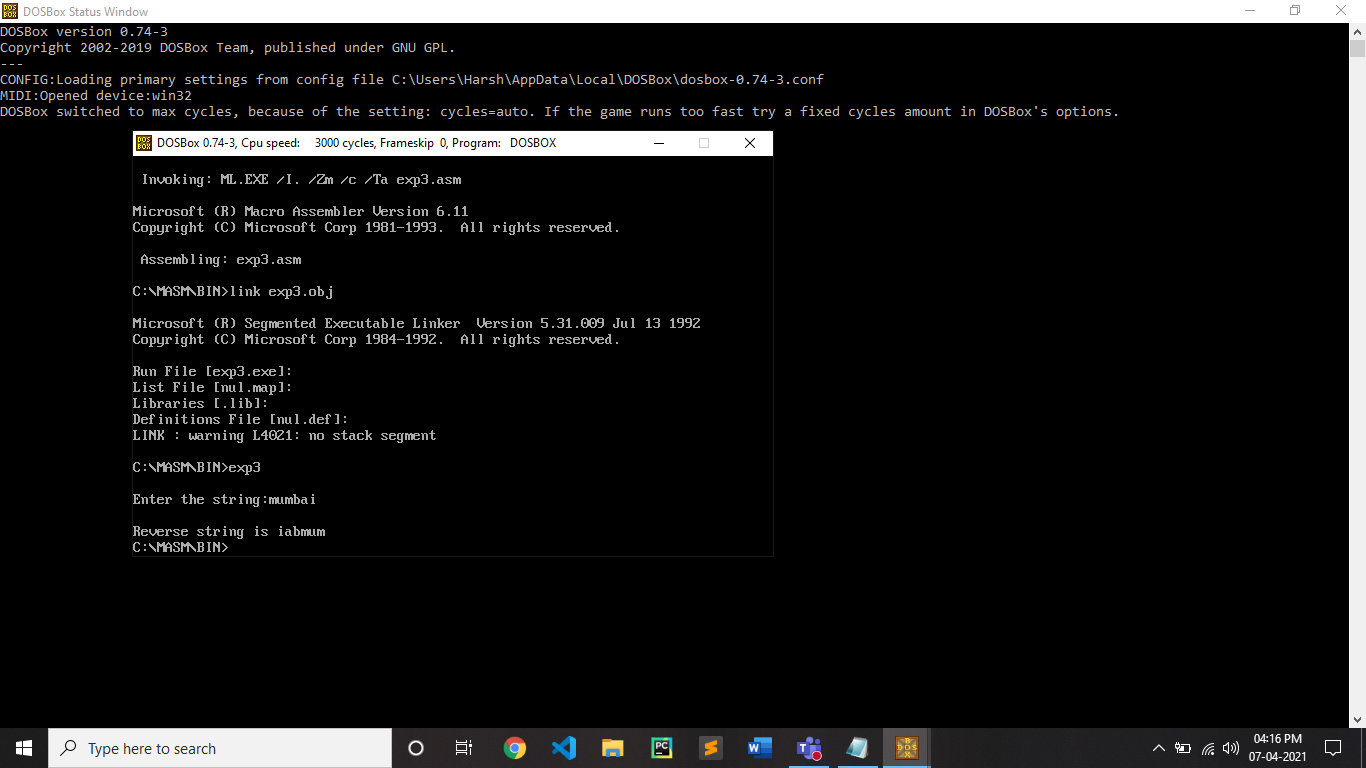 DOSBox Status Window
DOSBox version 0.74-3
Copyright 2002-2019 DOSBox Team, published under GNU GPL.
---
CONFIG:Loading primary settings from config file C:\Users\Harsh\AppData\Local\DOSBox\dosbox-0.74-3.conf
MIDI:Opened device:win32
DOSBox switched to max cycles, because of the setting: cycles=auto. If the game runs too fast try a fixed cycles amount in DOSBox's options.
DOSBox 0.74-3, Cpu speed: 3000 cycles, Frameskip 0, Program: DOSBOX
Invoking: ML.EXE /I. /Zm /c /Ta exp3.asm
Microsoft (R) Macro Assembler Version 6.11
Copyright (C) Microsoft Corp 1981-1993. All rights reserved.
Assembling: exp3.asm
C:\MASM\BIN>link exp3.obj
Microsoft (R) Segmented Executable Linker Version 5.31.009 Jul 13 1992
Copyright (C) Microsoft Corp 1984-1992. All rights reserved.
Run File [exp3.exe]:
List File [nul.map]:
Libraries [.lib]:
Definitions File [nul.def]:
LINK : warning L4021: no stack segment
C:\MASM\BIN>exp3
Enter the string:mumbai
Reverse string is iabmum
C:\MASM\BIN>
Type here to search
04:16 PM
07-04-2021